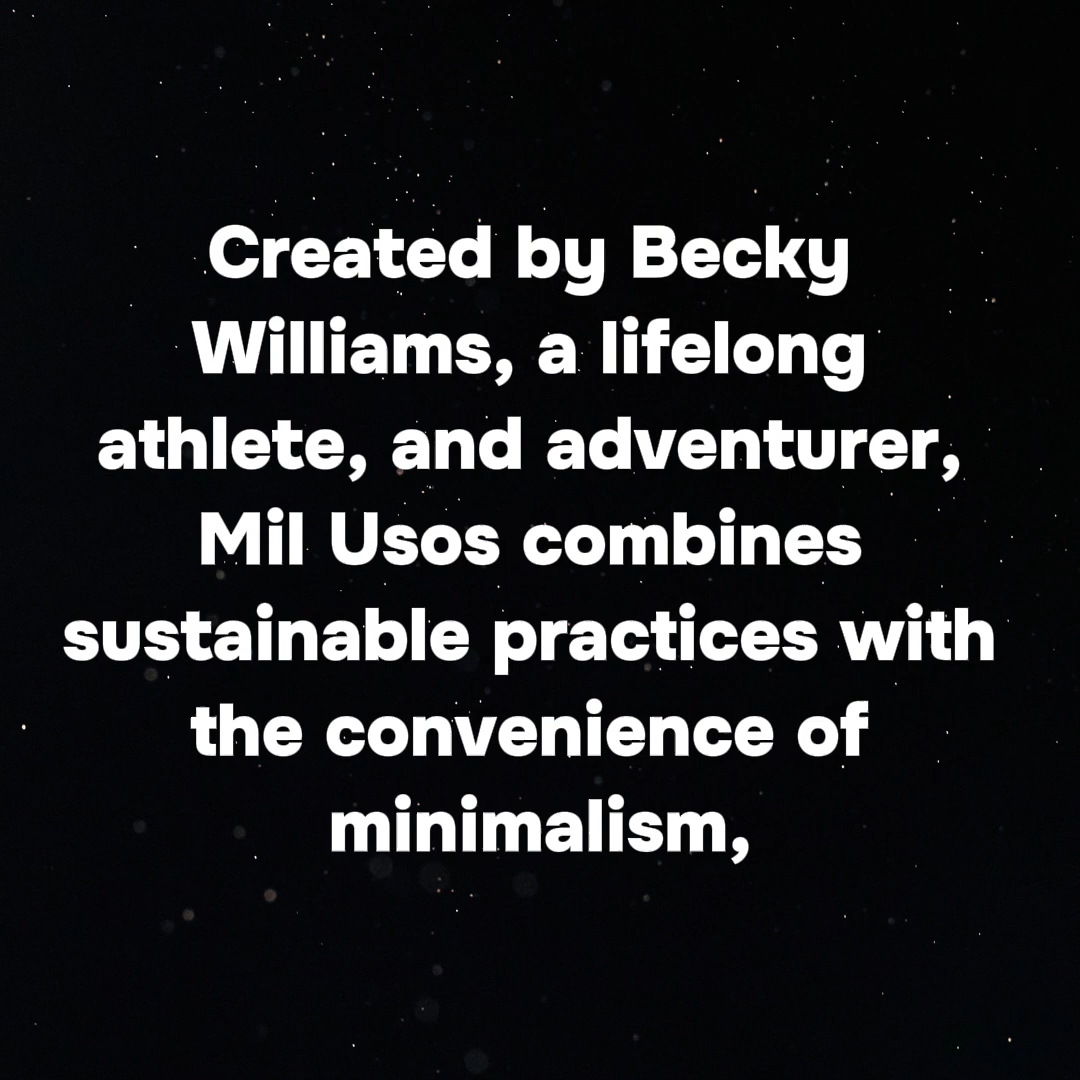 Created by Becky
Williams, a lifelong
athlete, and adventurer,
Mil Usos combines
sustainable practices with
the convenience of
minimalism,